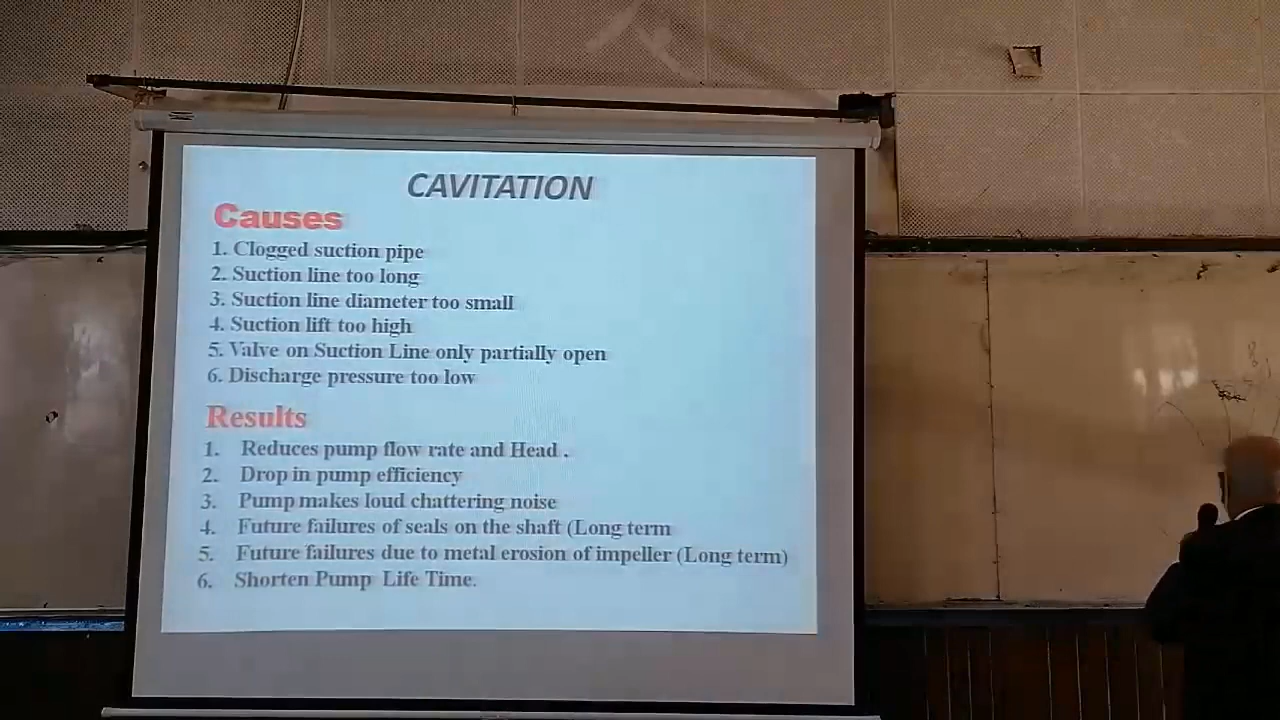 CAVITATION
Causes
1. Clogged suction pipe
2. Suction line too long
3. Suction line diameter too small
4. Suction lift too high
5. Valve on Suction Line only partially open
6. Discharge pressure too low
Results
1. Reduces pump flow rate and Head .
2. Drop in pump efficiency
3. Pump makes loud chattering noise
4. Future failures of seals on the shaft (Long term
5. Future failures due to metal erosion of impeller (Long term)
6. Shorten Pump Life Time.